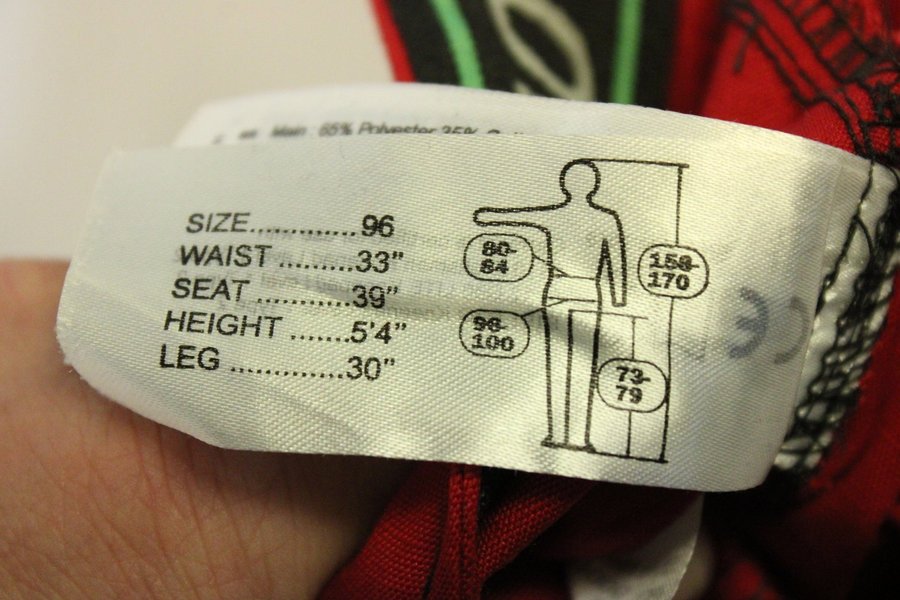 Main : 65% Polyester 35%
SIZE............96
WAIST .........33"
SEAT ...........39"
HEIGHT .......5'4"
LEG .............30"
80-
84
158-
170
96-
100
73-
79